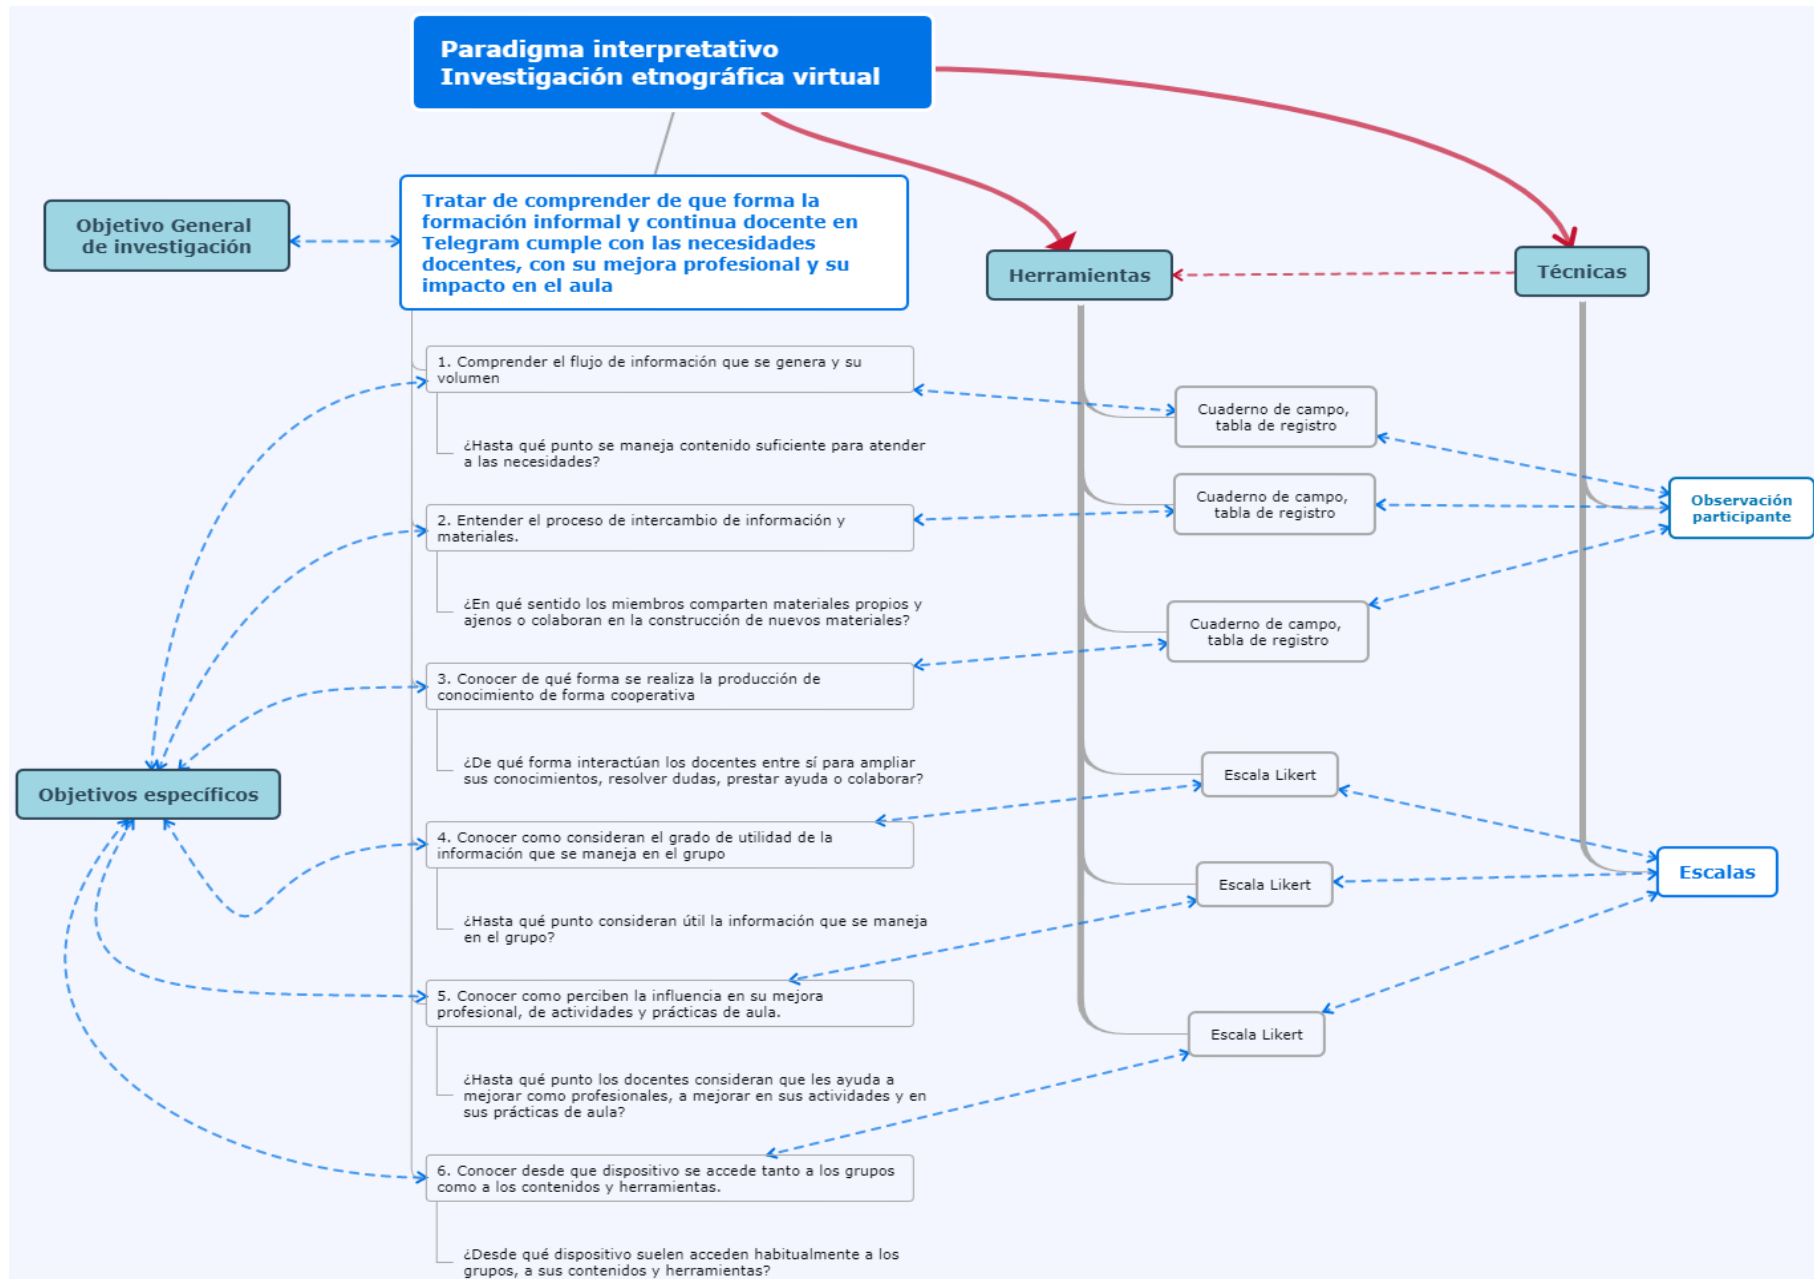 Paradigma interpretativo
Investigación etnográfica virtual
Objetivo General
de investigación
Tratar de comprender de que forma la
formación informal y continua docente en
Telegram cumple con las necesidades
docentes, con su mejora profesional y su
impacto en el aula
Herramientas
Técnicas
1. Comprender el flujo de información que se genera y su
volumen
¿Hasta qué punto se maneja contenido suficiente para atender
a las necesidades?
2. Entender el proceso de intercambio de información y
materiales.
¿En qué sentido los miembros comparten materiales propios y
ajenos o colaboran en la construcción de nuevos materiales?
3. Conocer de qué forma se realiza la producción de
conocimiento de forma cooperativa
¿De qué forma interactúan los docentes entre sí para ampliar
sus conocimientos, resolver dudas, prestar ayuda o colaborar?
Objetivos específicos
4. Conocer como consideran el grado de utilidad de la
información que se maneja en el grupo
¿Hasta qué punto consideran útil la información que se maneja
en el grupo?
5. Conocer como perciben la influencia en su mejora
profesional, de actividades y prácticas de aula.
¿Hasta qué punto los docentes consideran que les ayuda a
mejorar como profesionales, a mejorar en sus actividades y en
sus prácticas de aula?
6. Conocer desde que dispositivo se accede tanto a los grupos
como a los contenidos y herramientas.
¿Desde qué dispositivo suelen acceden habitualmente a los
grupos, a sus contenidos y herramientas?
Cuaderno de campo,
tabla de registro
Cuaderno de campo,
tabla de registro
Cuaderno de campo,
tabla de registro
Escala Likert
Escala Likert
Escala Likert
Observación
participante
Escalas